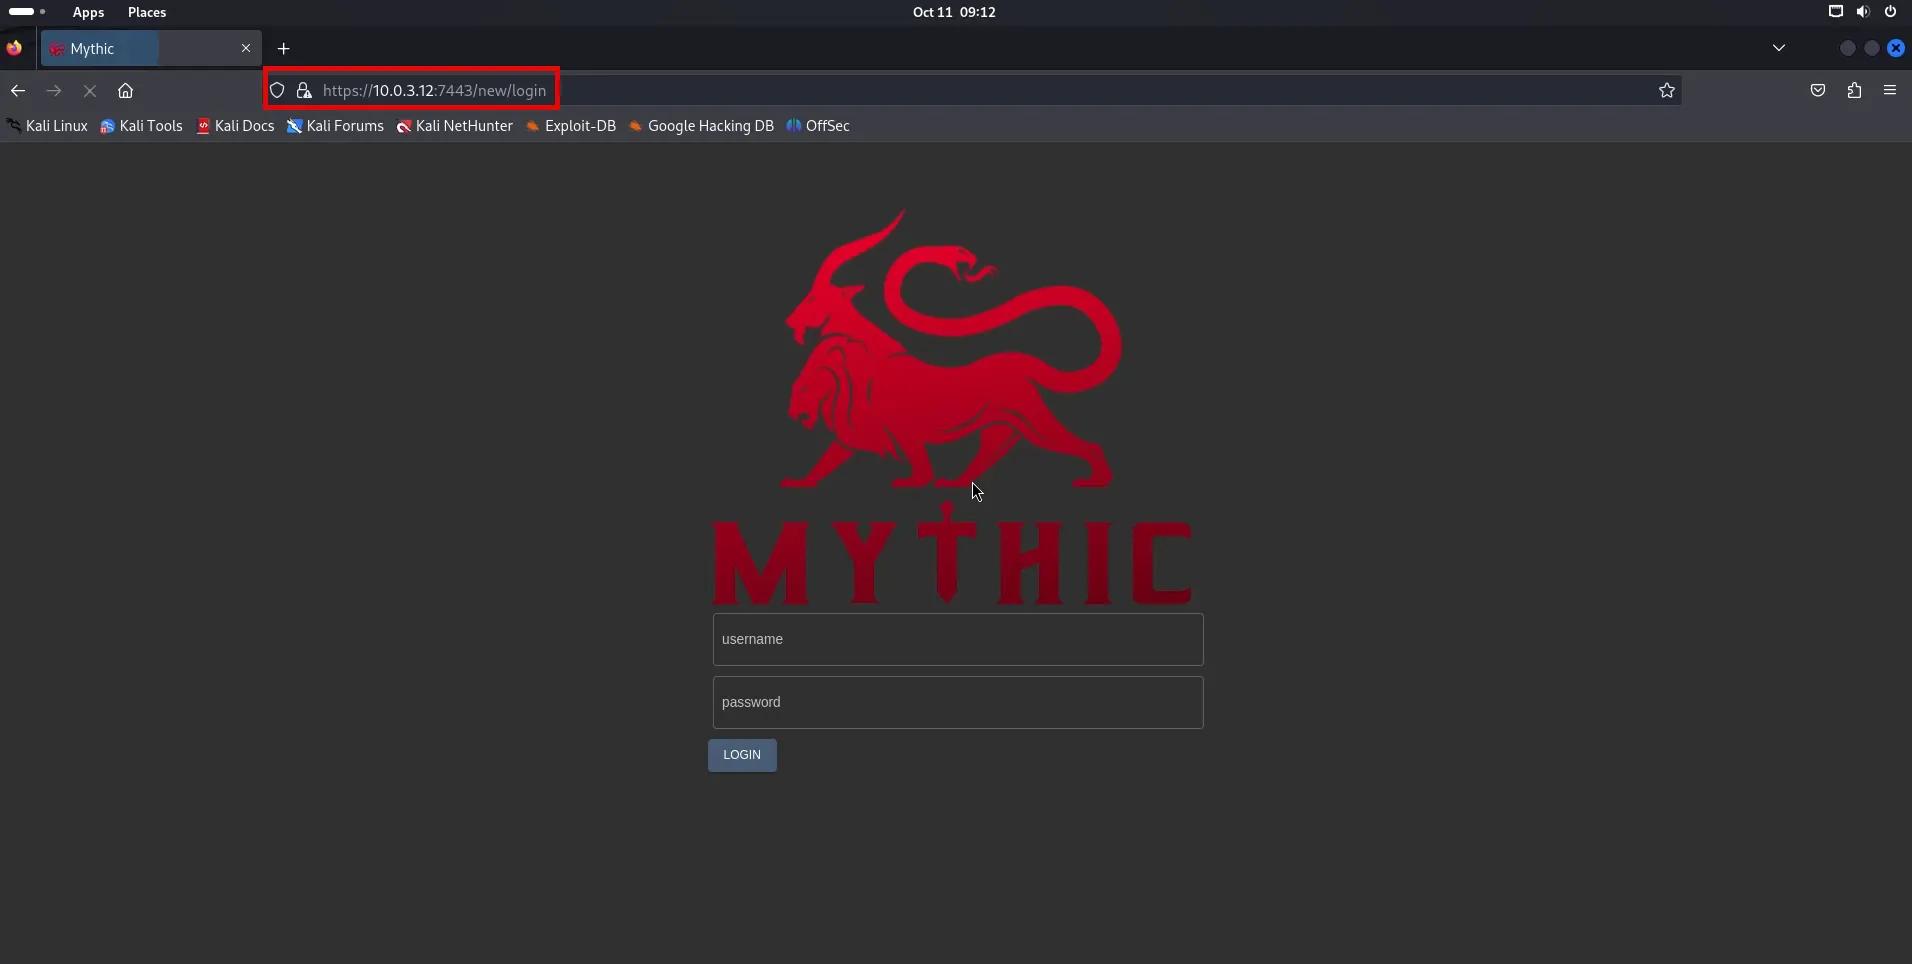 Apps Places Oct 11 09:12
Mythic
https://10.0.3.12:7443/new/login
Kali Linux Kali Tools Kali Docs Kali Forums Kali NetHunter Exploit-DB Google Hacking DB OffSec
MYTHIC
username
password
LOGIN